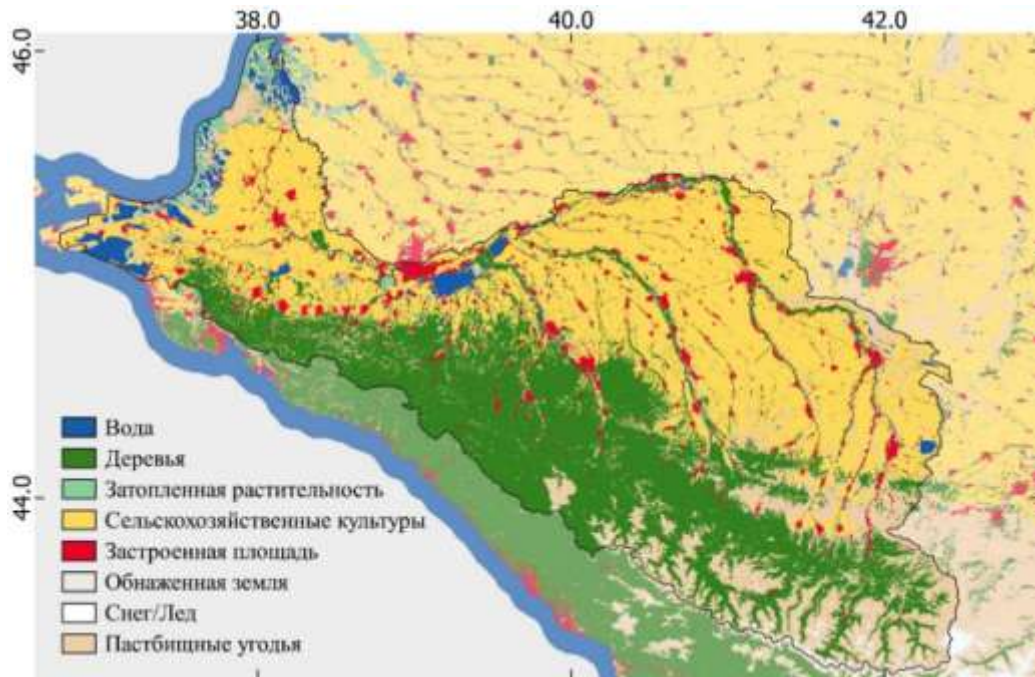 38.0 40.0 42.0
46.0
44.0
Вода
Деревья
Затопленная растительность
Сельскохозяйственные культуры
Застроенная площадь
Обнаженная земля
Снег/Лед
Пастбищные угодья